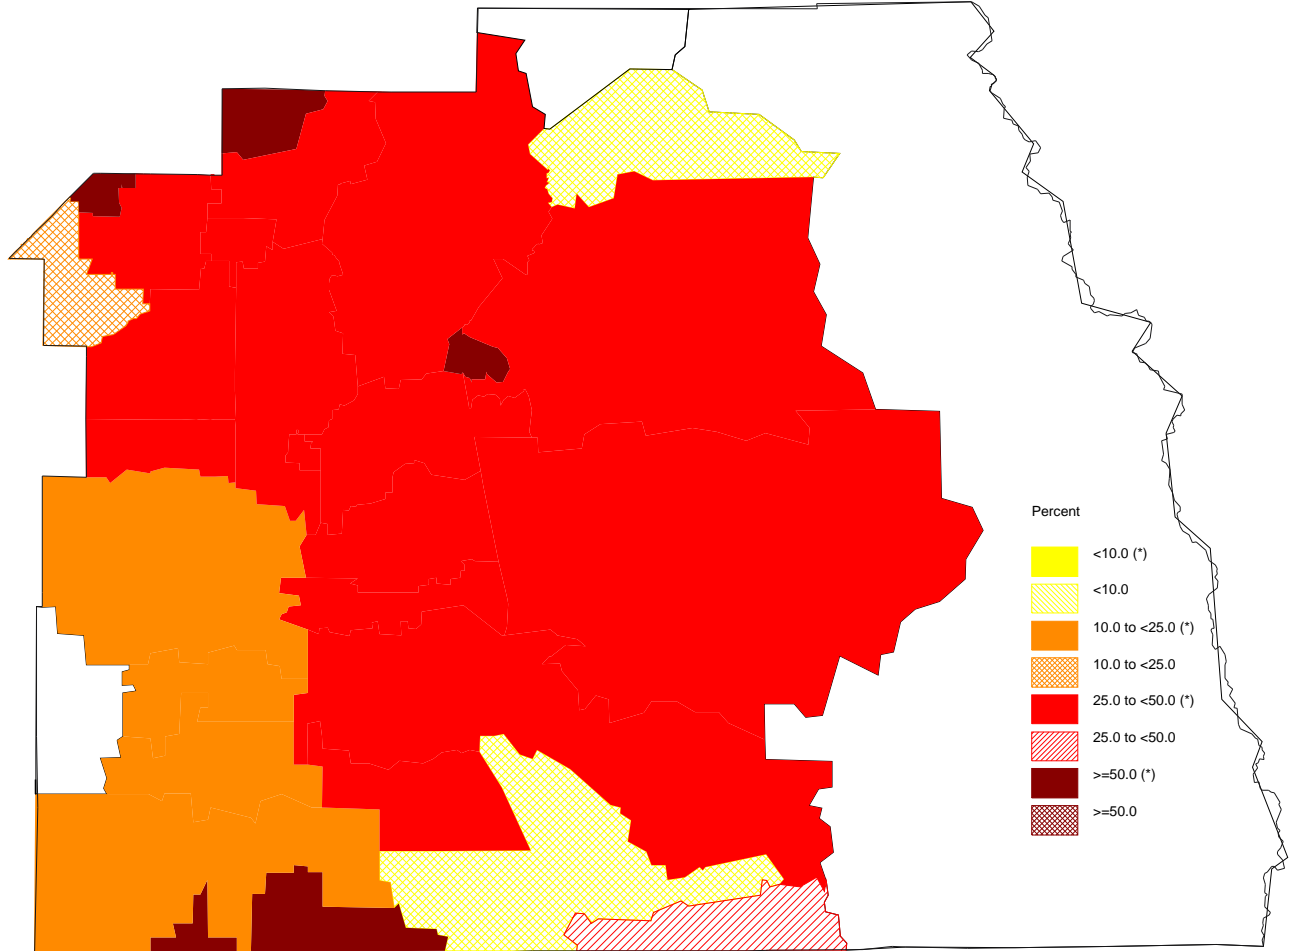 Percent
<10.0 (*)
<10.0
10.0 to <25.0 (*)
10.0 to <25.0
25.0 to <50.0 (*)
25.0 to <50.0
>=50.0 (*)
>=50.0